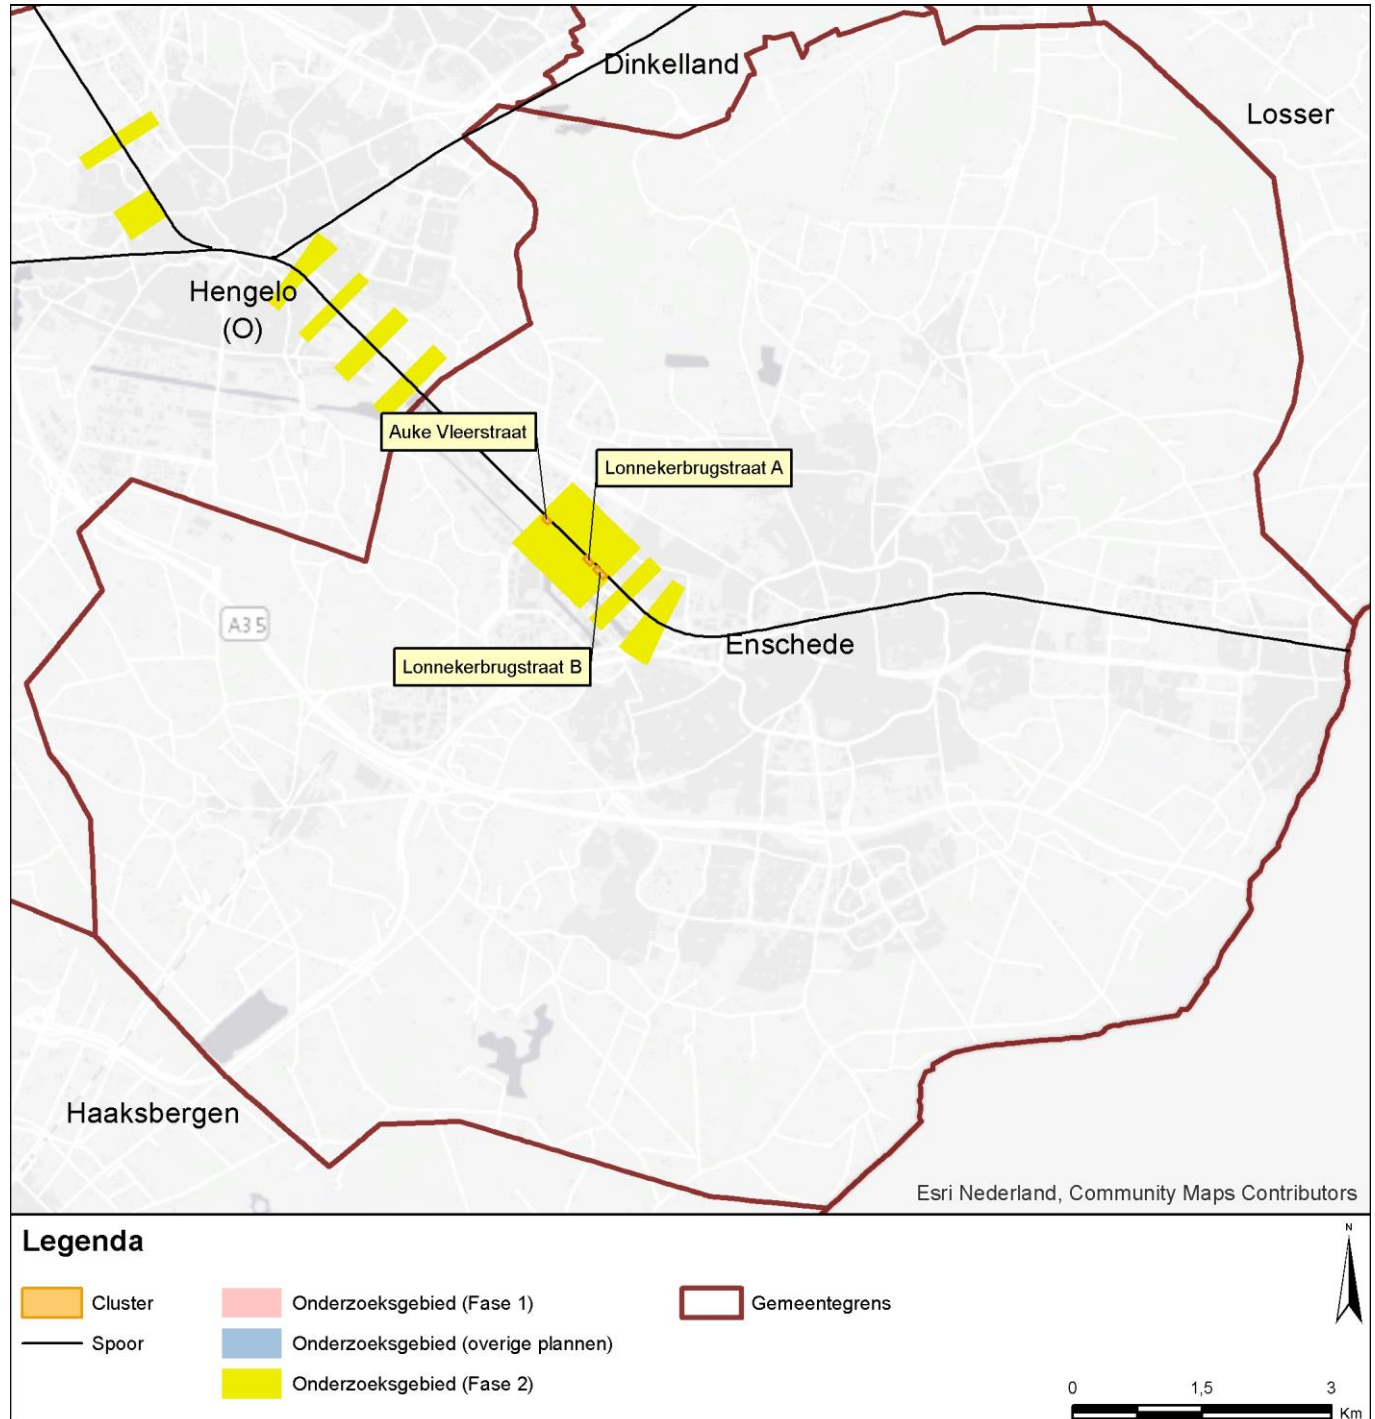 Dinkelland
Losser
Hengelo
(O)
Auke Vleerstraat
Lonnekerbrugstraat A
A35
Enschede
Lonnekerbrugstraat B
Haaksbergen
Esri Nederland, Community Maps Contributors
Legenda
Cluster
Spoor
Onderzoeksgebied (Fase 1)
Onderzoeksgebied (overige plannen)
Onderzoeksgebied (Fase 2)
Gemeentegrens
N
0 1,5 3
Km